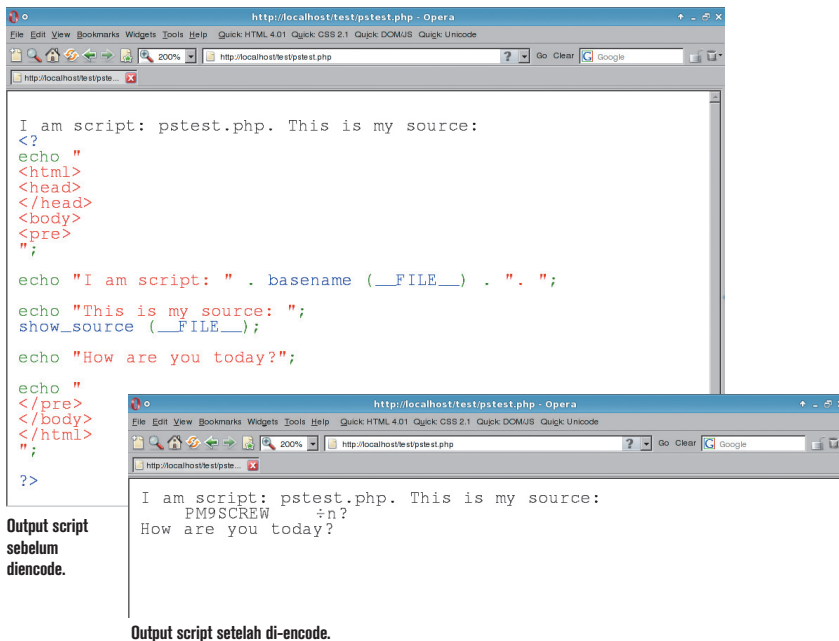 http://localhost/test/pstest.php - Opera
File Edit View Bookmarks Widgets Tools Help Quick: HTML 4.01 Quick: CSS 2.1 Quick: DOM/JS Quick: Unicode
200% http://localhost/test/pstest.php ? Go Clear G Google
http://localhost/test/pste...
I am script: pstest.php. This is my source:
<?
echo "
<html>
<head>
</head>
<body>
<pre>
";
echo "I am script: " . basename (__FILE__) . ". ";
echo "This is my source: ";
show_source (__FILE__);
echo "How are you today?";
echo "
</pre>
</body>
</html>
";
?>
Output script
sebelum
diencode.
http://localhost/test/pstest.php - Opera
File Edit View Bookmarks Widgets Tools Help Quick: HTML 4.01 Quick: CSS 2.1 Quick: DOM/JS Quick: Unicode
200% http://localhost/test/pstest.php ? Go Clear G Google
http://localhost/test/pste...
I am script: pstest.php. This is my source:
PM9SCREW ÷n?
How are you today?
Output script setelah di-encode.